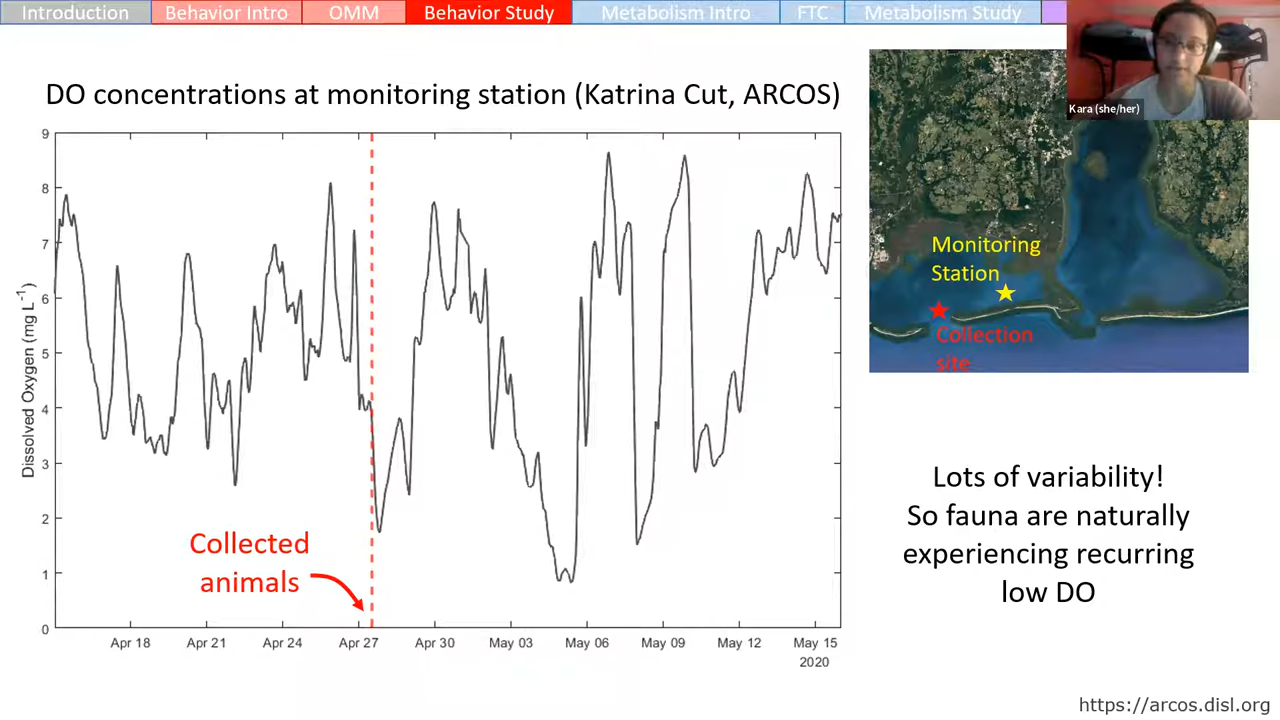 Introduction
Behavior Intro
OMM
Behavior Study
Metabolism Intro
FTC
Metabolism Study
Kara (she/her)
DO concentrations at monitoring station (Katrina Cut, ARCOS)
9
8
7
6
5
4
3
2
1
0
Dissolved Oxygen (mg L⁻¹)
Collected
animals
Apr 18
Apr 21
Apr 24
Apr 27
Apr 30
May 03
May 06
May 09
May 12
May 15
2020
Monitoring
Station
Collection
site
Lots of variability!
So fauna are naturally
experiencing recurring
low DO
https://arcos.disl.org